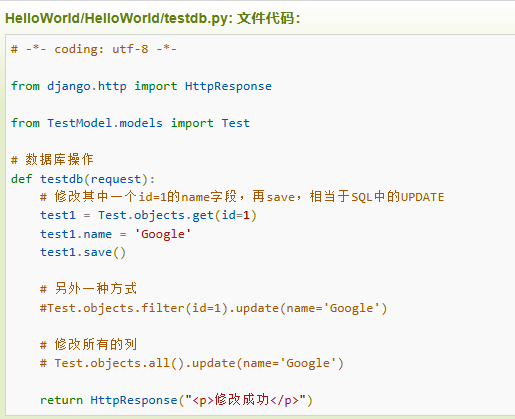 HelloWorld/HelloWorld/testdb.py: 文件代码：
# -*- coding: utf-8 -*-
from django.http import HttpResponse
from TestModel.models import Test
# 数据库操作
def testdb(request):
    # 修改其中一个id=1的name字段，再save，相当于SQL中的UPDATE
    test1 = Test.objects.get(id=1)
    test1.name = 'Google'
    test1.save()
    # 另外一种方式
    #Test.objects.filter(id=1).update(name='Google')
    # 修改所有的列
    # Test.objects.all().update(name='Google')
    return HttpResponse("<p>修改成功</p>")